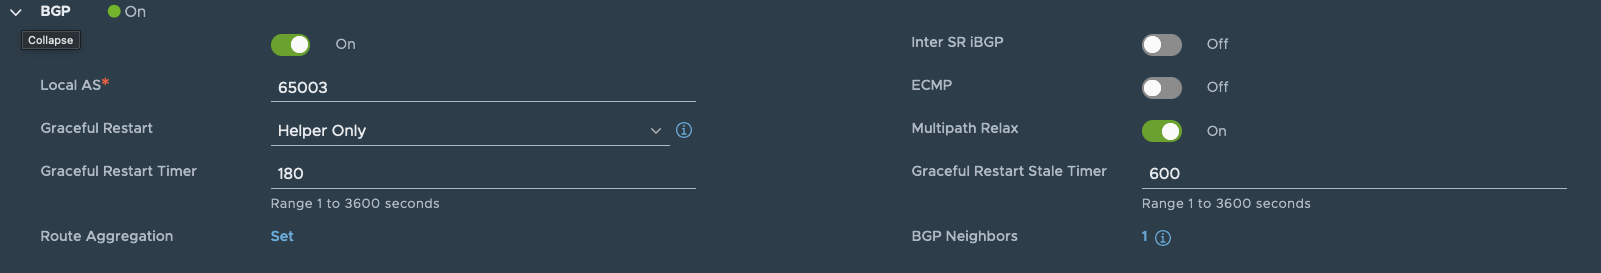 BGP On
Collapse
On
Inter SR iBGP Off
Local AS* 65003
ECMP Off
Graceful Restart Helper Only
Multipath Relax On
Graceful Restart Timer 180
Graceful Restart Stale Timer 600
Range 1 to 3600 seconds
Range 1 to 3600 seconds
Route Aggregation Set
BGP Neighbors 1